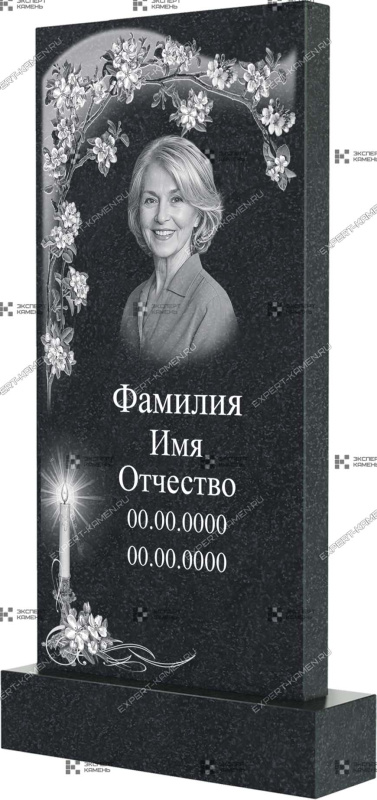 Фамилия
Имя
Отчество
00.00.0000
00.00.0000
ЭКСПЕРТ
КАМЕНЬ
EXPERT-KAMEN.RU